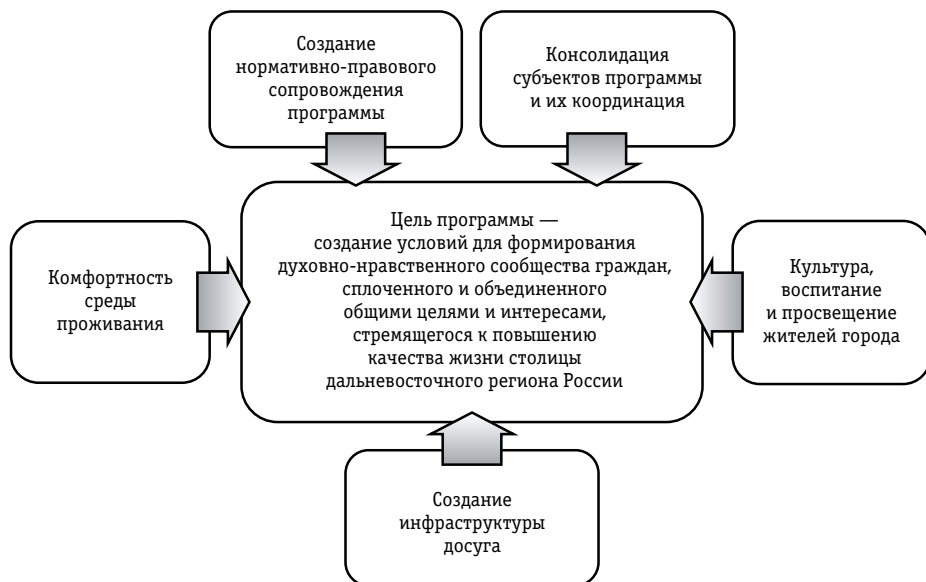 Создание
нормативно-правового
сопровождения
программы
Консолидация
субъектов программы
и их координация
Комфортность
среды
проживания
Цель программы —
создание условий для формирования
духовно-нравственного сообщества граждан,
сплоченного и объединенного
общими целями и интересами,
стремящегося к повышению
качества жизни столицы
дальневосточного региона России
Культура,
воспитание
и просвещение
жителей города
Создание
инфраструктуры
досуга